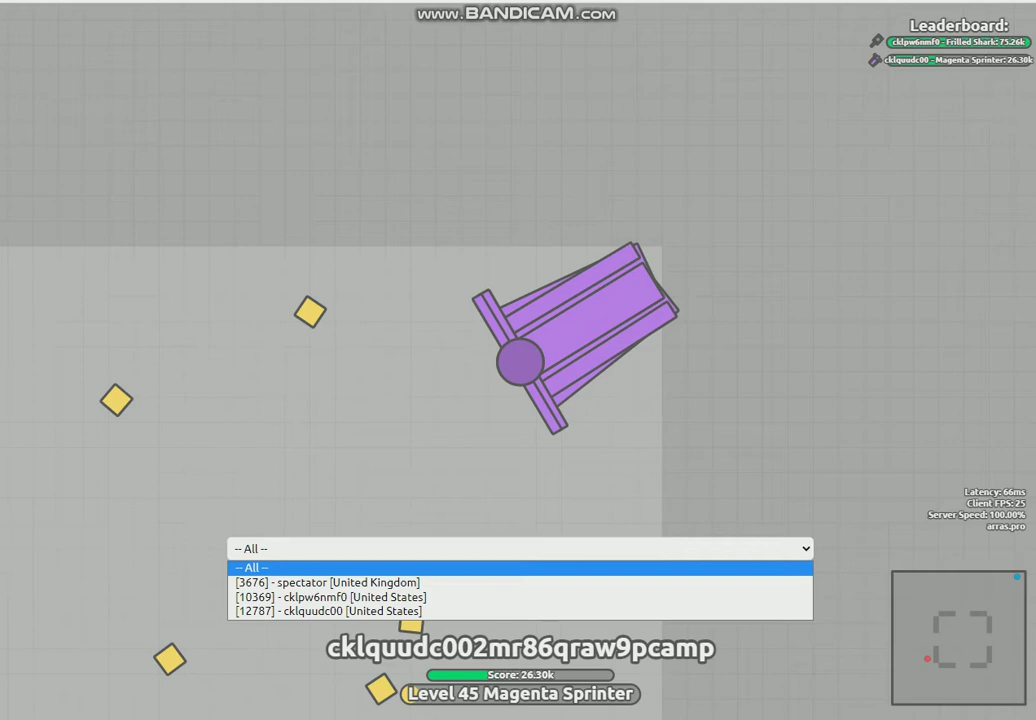 www.BANDICAM.com
Leaderboard:
cklpw6nmf0 - Frilled Shark: 75.26k
cklquudc00 - Magenta Sprinter: 26.30k
Latency: 66ms
Client FPS: 25
Server Speed: 100.00%
arras.pro
-- All --
-- All --
[3676] - spectator [United Kingdom]
[10369] - cklpw6nmf0 [United States]
[12787] - cklquudc00 [United States]
cklquudc002mr86qraw9pcamp
Score: 26.30k
Level 45 Magenta Sprinter